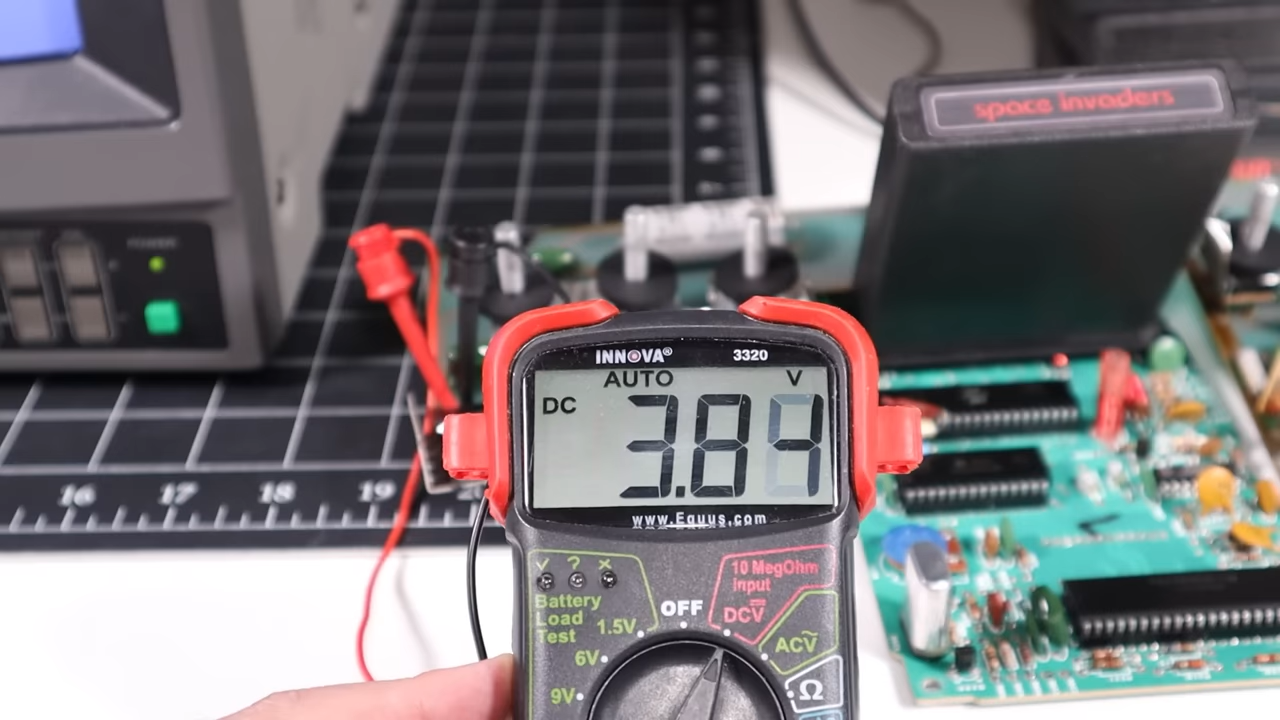 space invaders
INNOVA® 3320
AUTO V
DC 3.84
www.Equus.com
10 MegOhm
Input
DCV
Battery
Load
Test
1.5V
OFF
ACV
6V
9V
Ω
16 17 18 19
POWER